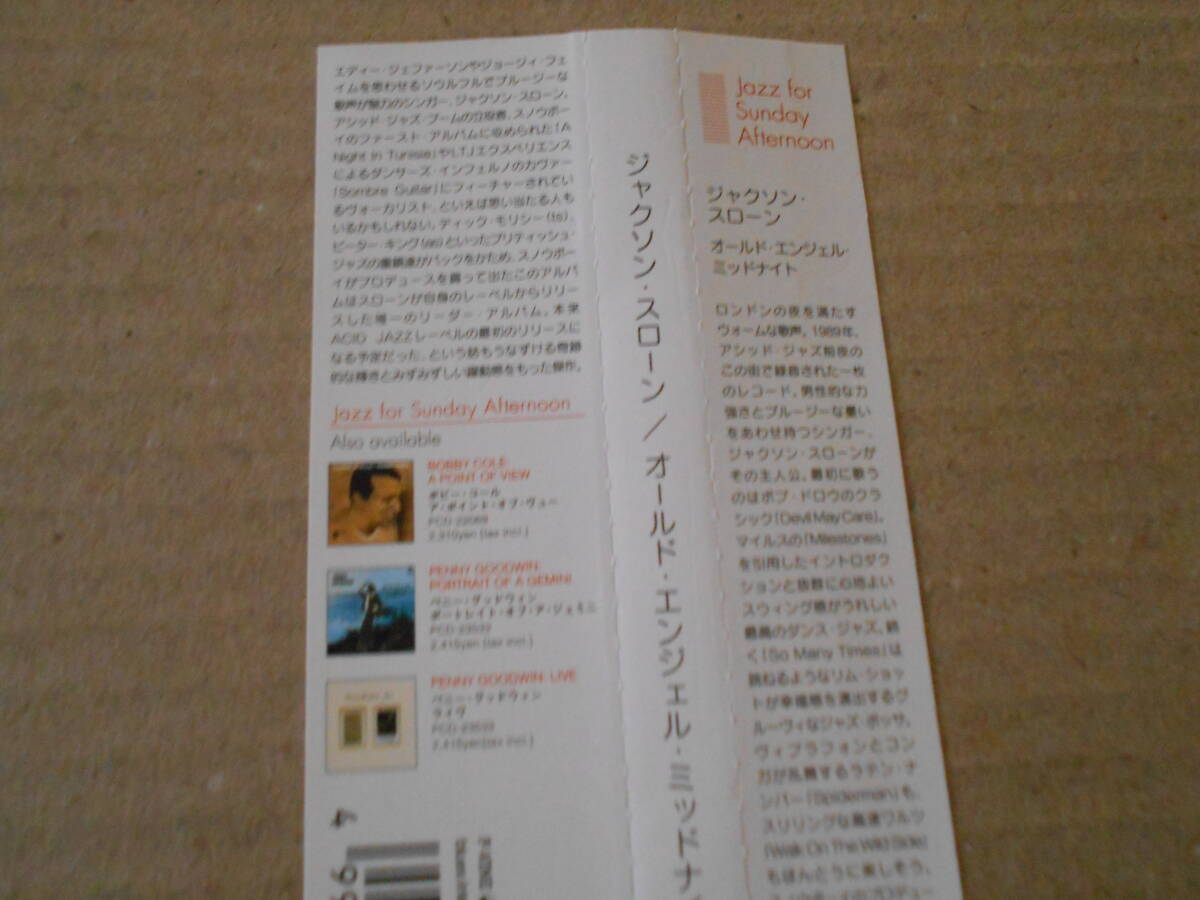 エディー・ジェファーソンやジョージィ・フェ
イムを思わせるソウルフルでブルージーな
歌声が魅力のシンガー、ジャクソン・スローン。
アシッド・ジャズ・ブームの立役者、スノウボー
イのファースト・アルバムに収められた「A
Night In Tunisia」やLTJエクスペリエンス
によるダンサーズ・インフェルノのカヴァー
「Sombre Guitar」にフィーチャーされてい
るヴォーカリスト、といえば思い当たる人も
いるかもしれない。ディック・モリシー(ts)、
ピーター・キング(as)といったブリティッシュ・
ジャズの重鎮達がバックをかため、スノウボー
イがプロデュースを買って出たこのアルバ
ムはスローンが自身のレーベルからリリー
スした唯一のリーダー・アルバム。本来
ACID JAZZレーベルの最初のリリースに
なる予定だった、という話もうなずける奇跡
的な輝きとみずみずしい躍動感をもった傑作。
Jazz for Sunday Afternoon
Also available
BOBBY COLE:
A POINT OF VIEW
ボビー・コール
ア・ポイント・オブ・ヴュー
PENNY GOODWIN:
PORTRAIT OF A GEMINI
ペニー・グッドウィン
ポートレイト・オブ・ア・ジェミニ
PCD-23532
2,415yen [tax incl.]
PENNY GOODWIN: LIVE
ペニー・グッドウィン
ライヴ
PCD-23533
2,415yen[tax incl.]
4 99
ジャクソン・スローン／オールド・エンジェル・ミッドナ
Jazz for
Sunday
Afternoon
ジャクソン・
スローン
オールド・エンジェル・
ミッドナイト
ロンドンの夜を満たす
ウォームな歌声。1989年、
アシッド・ジャズ前夜の
この街で録音された一枚
のレコード。男性的な力
強さとブルージーな憂い
をあわせ持つシンガー、
ジャクソン・スローンが
その主人公。最初に歌う
のはボブ・ドロウのクラ
シック「Devil May Care」。
マイルスの「Milestones」
を引用したイントロダク
ションと抜群に心地よい
スウィング感がうれしい
最高のダンス・ジャズ。続
く「So Many Times」は
跳ねるようなリム・ショッ
トが幸福感を演出するグ
ルーヴィなジャズ・ボッサ。
ヴィブラフォンとコン
ガが乱舞するラテン・ナ
ンバー「Spiderman」も、
スリリングな高速ワルツ
「Walk On The Wild Side」
もほんとうに楽しそう。